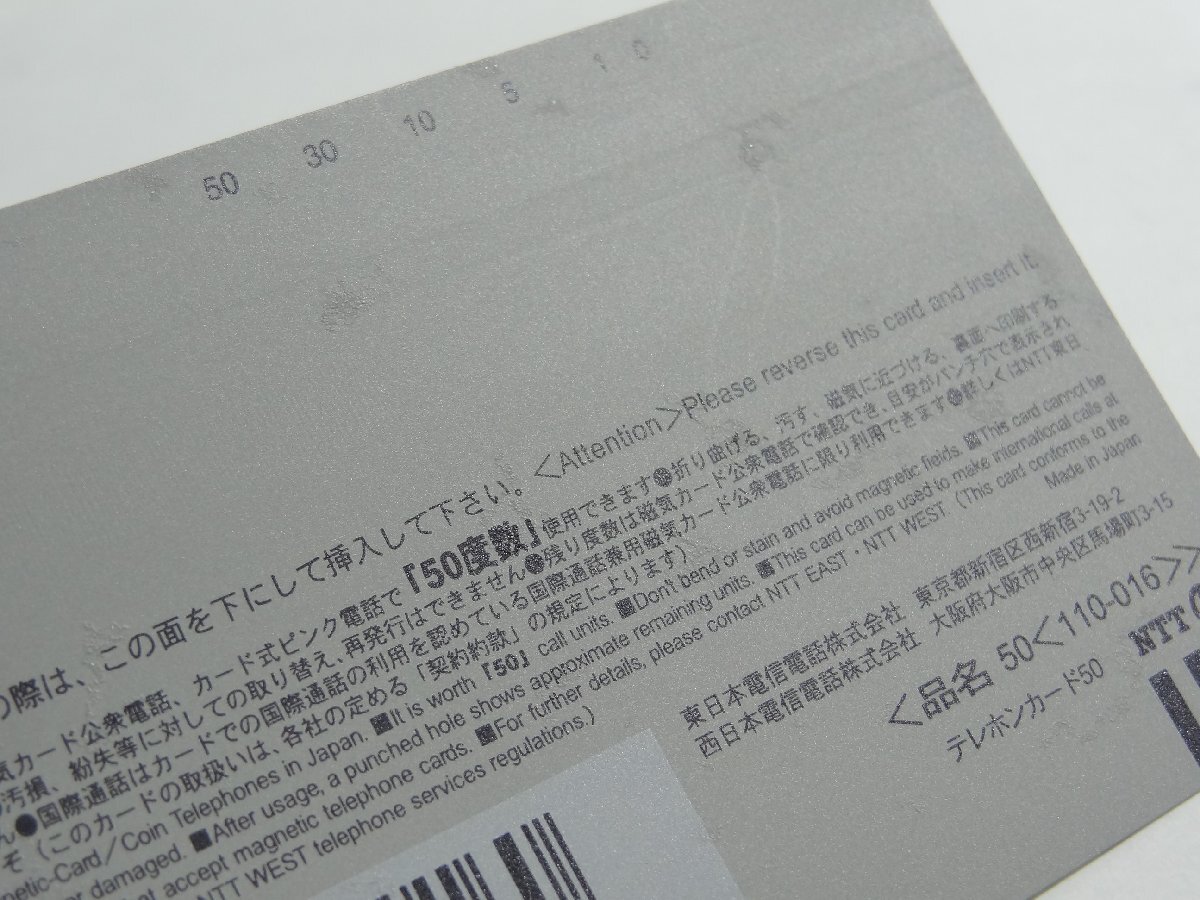 50 30 10 5 1 0
の際は、この面を下にして挿入して下さい。<Attention>Please reverse this card and insert it.
気カード公衆電話、カード式ピンク電話で『50度数』使用できます●折り曲げる、汚す、磁気に近づける、裏面へ印刷する
汚損、紛失等に対しての取り替え、再発行はできません●残り度数は磁気カード公衆電話で確認でき、目安がパンチ穴で表示され
ん●国際通話はカードでの国際通話の利用を認めている国際通話兼用磁気カード公衆電話に限り利用できます●詳しくはNTT東日
ぞ(このカードの取扱いは、各社の定める「契約約款」の規定によります)
netic-Card/Coin Telephones in Japan. ■It is worth『50』call units. ■Don't bend or stain and avoid magnetic fields. ■This card cannot be
or damaged. ■After usage, a punched hole shows approximate remaining units. ■This card can be used to make international calls at
not accept magnetic telephone cards. ■For further details, please contact NTT EAST・NTT WEST. (This card conforms to the
NTT WEST telephone services regulations.)
Made in Japan
東日本電信電話株式会社 東京都新宿区西新宿3-19-2
西日本電信電話株式会社 大阪府大阪市中央区馬場町3-15
<品名 50<110-016>>
テレホンカード50
NTT